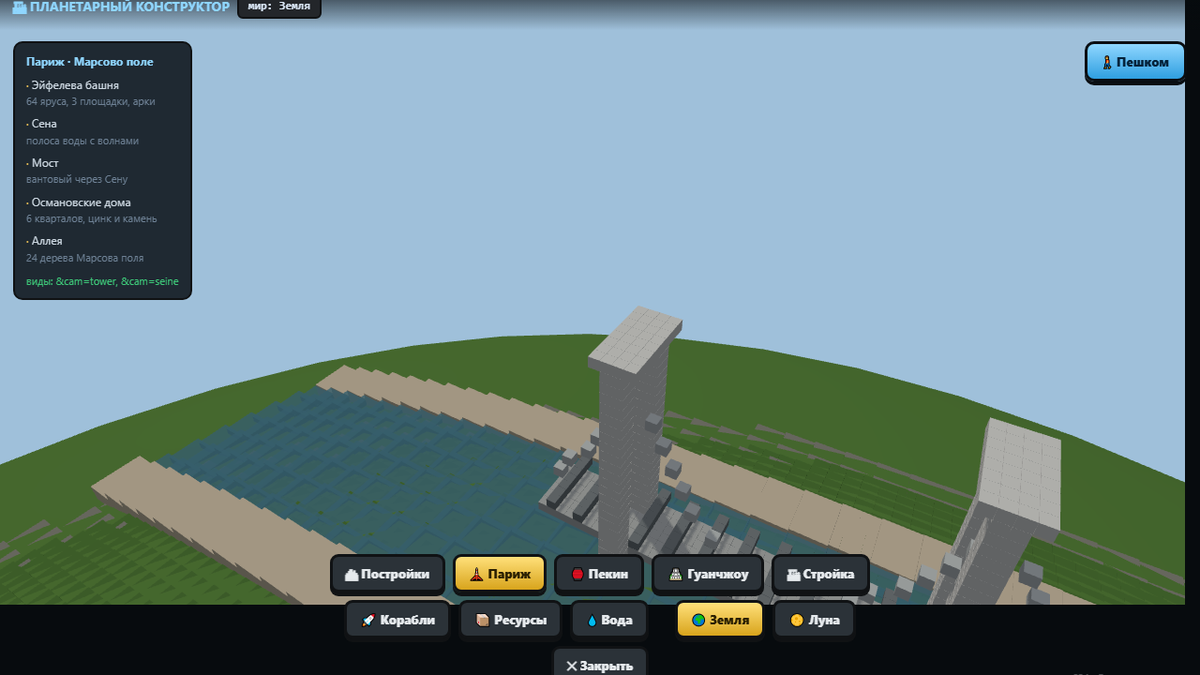 ПЛАНЕТАРНЫЙ КОНСТРУКТОР
мир: Земля
Париж · Марсово поле
· Эйфелева башня
64 яруса, 3 площадки, арки
· Сена
полоса воды с волнами
· Мост
вантовый через Сену
· Османовские дома
6 кварталов, цинк и камень
· Аллея
24 дерева Марсова поля
виды: &cam=tower, &cam=seine
Пешком
Постройки
Париж
Пекин
Гуанчжоу
Стройка
Корабли
Ресурсы
Вода
Земля
Луна
✕ Закрыть